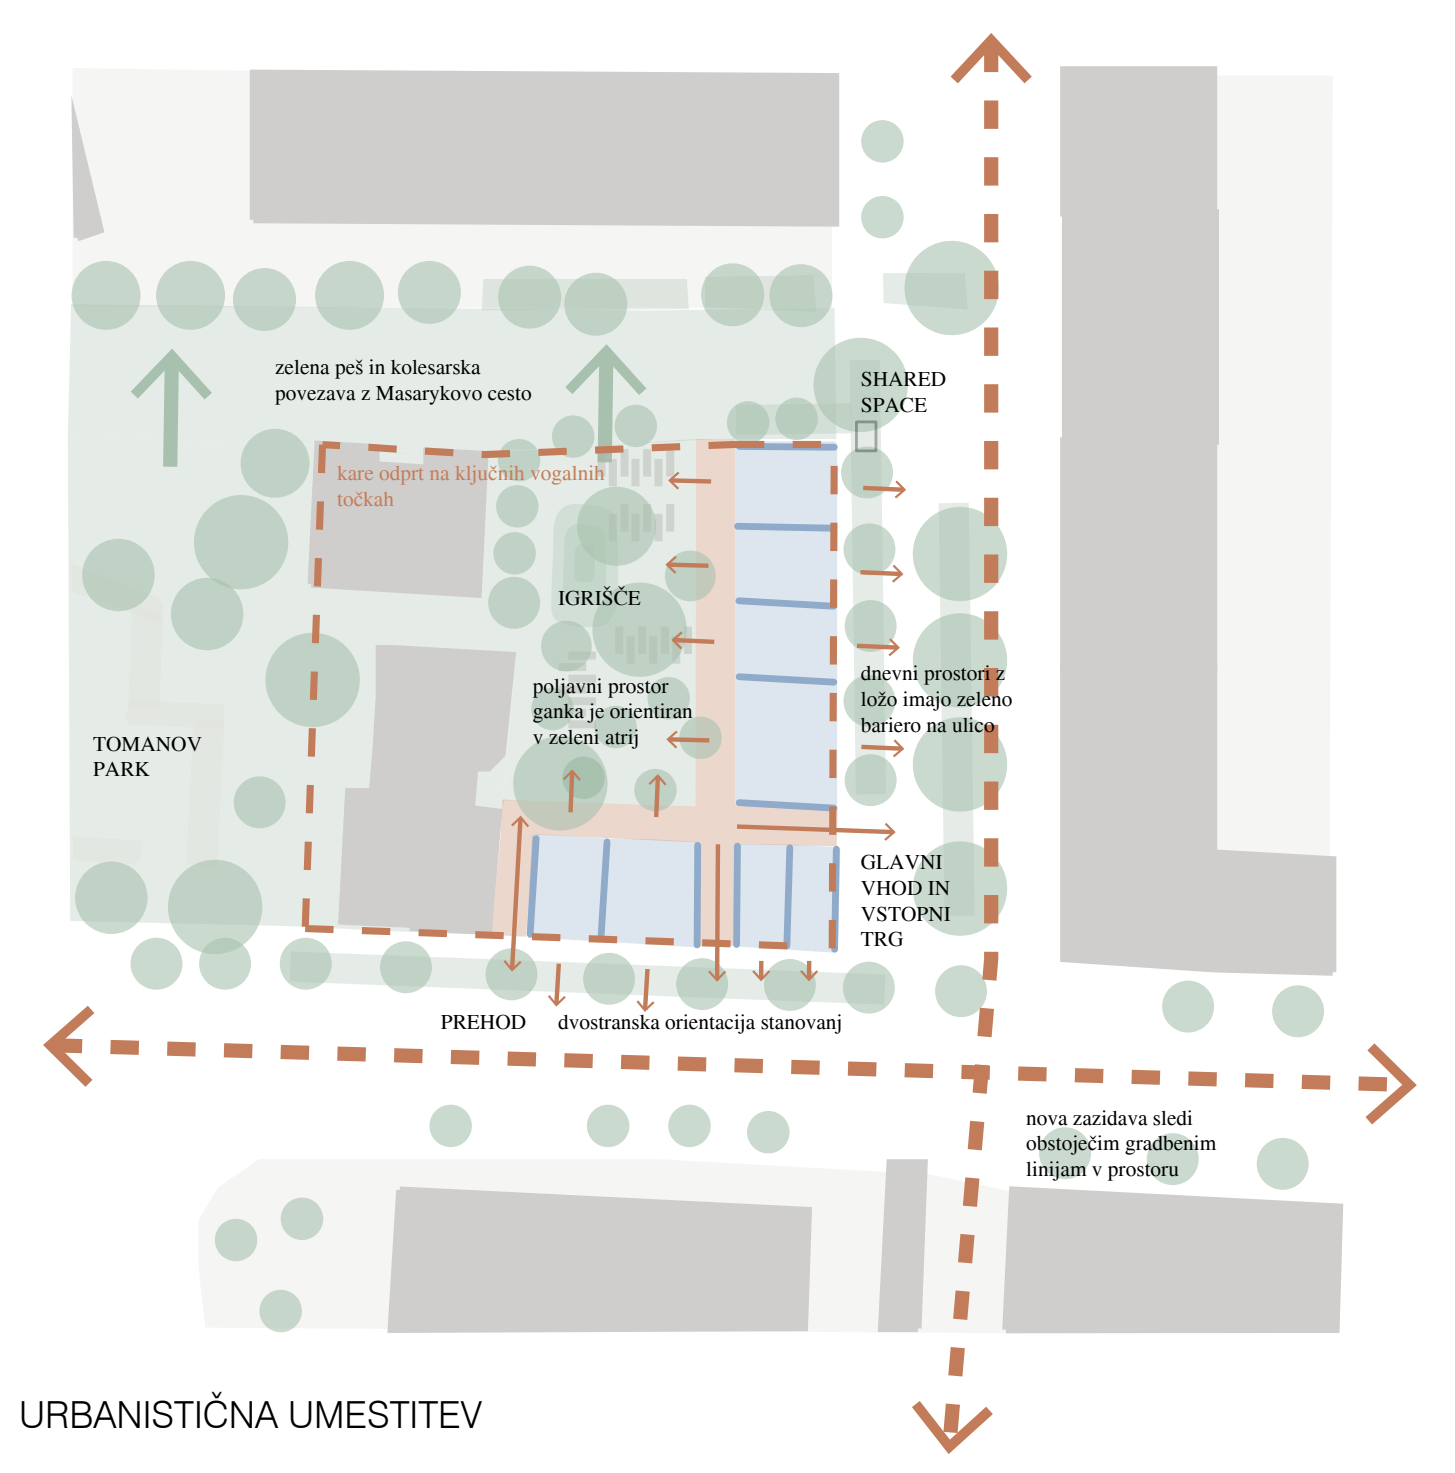 zelena peš in kolesarska
povezava z Masarykovo cesto
SHARED
SPACE
kare odprt na ključnih vogalnih
točkah
IGRIŠČE
poljavni prostor
ganka je orientiran
v zeleni atrij
dnevni prostori z
ložo imajo zeleno
bariero na ulico
TOMANOV
PARK
GLAVNI
VHOD IN
VSTOPNI
TRG
PREHOD
dvostranska orientacija stanovanj
nova zazidava sledi
obstoječim gradbenim
linijam v prostoru
URBANISTIČNA UMESTITEV